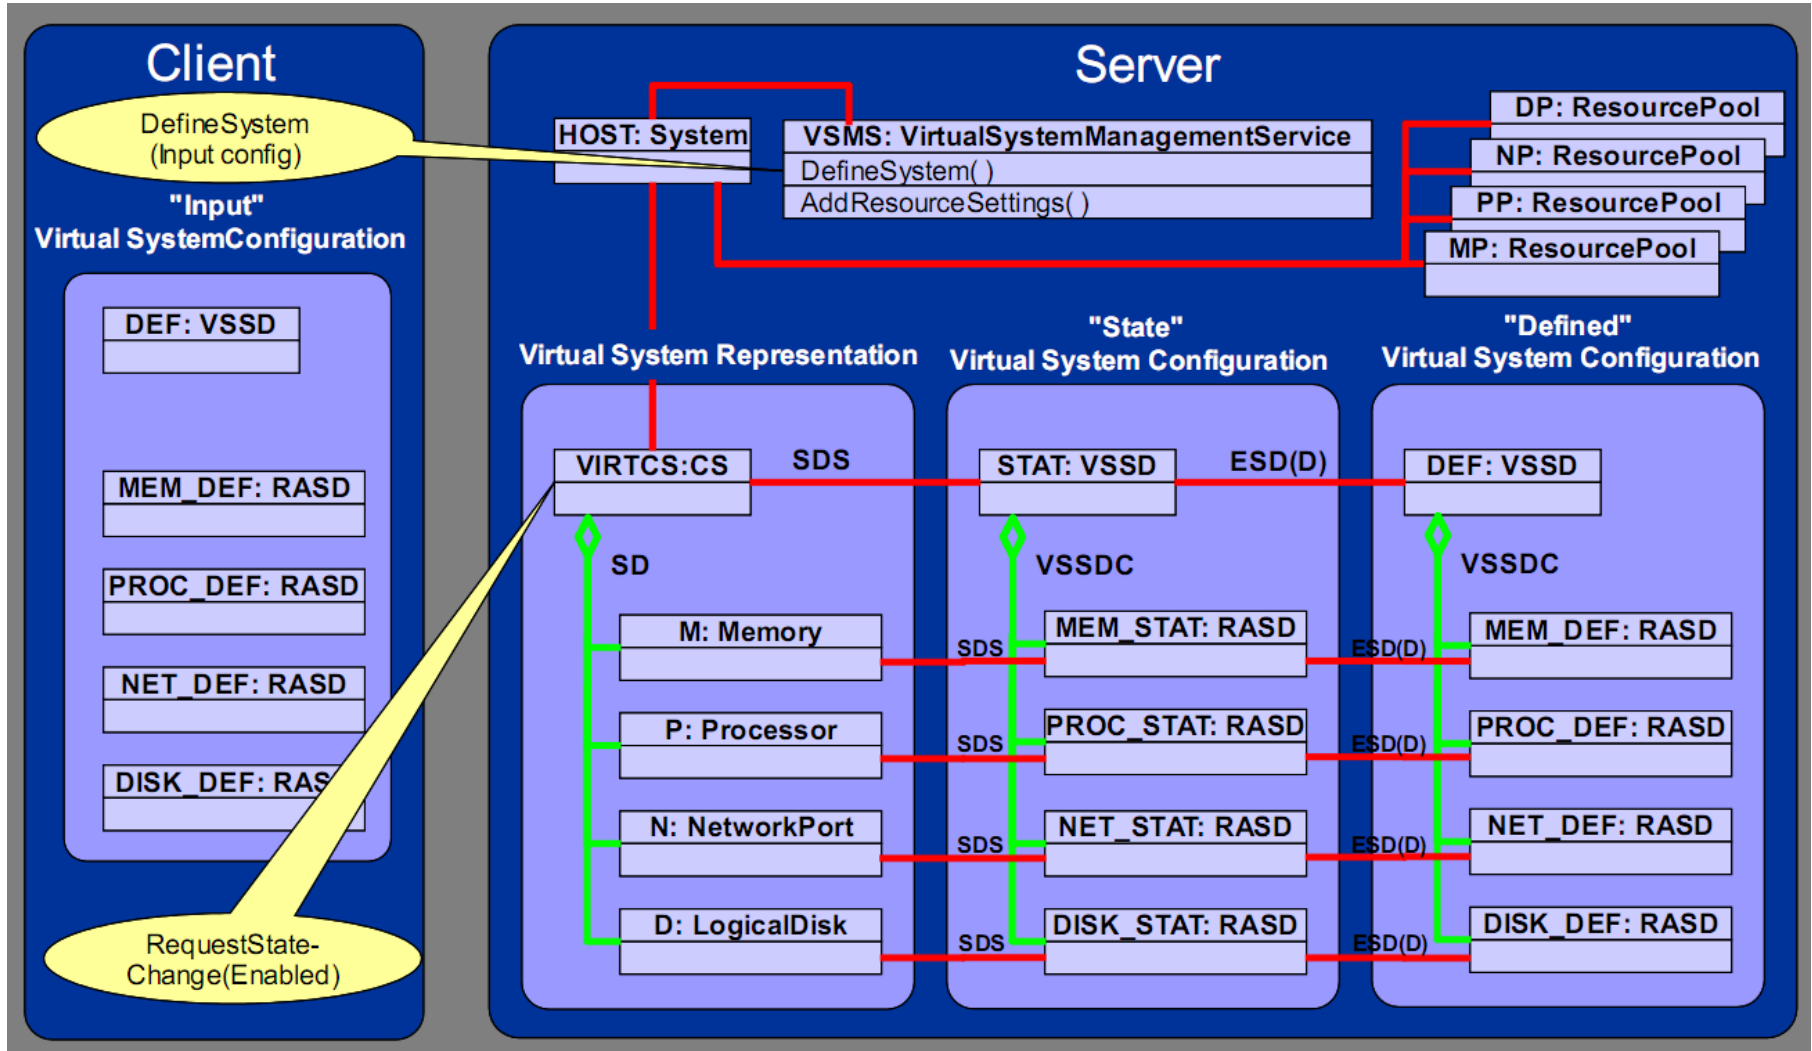 Client
DefineSystem
(Input config)
"Input"
Virtual SystemConfiguration
DEF: VSSD
MEM_DEF: RASD
PROC_DEF: RASD
NET_DEF: RASD
DISK_DEF: RAS
RequestState-
Change(Enabled)
Server
HOST: System
VSMS: VirtualSystemManagementService
DefineSystem( )
AddResourceSettings( )
DP: ResourcePool
NP: ResourcePool
PP: ResourcePool
MP: ResourcePool
Virtual System Representation
VIRTCS:CS
SDS
SD
M: Memory
SDS
P: Processor
SDS
N: NetworkPort
SDS
D: LogicalDisk
SDS
"State"
Virtual System Configuration
STAT: VSSD
ESD(D)
VSSDC
MEM_STAT: RASD
ESD(D)
PROC_STAT: RASD
ESD(D)
NET_STAT: RASD
ESD(D)
DISK_STAT: RASD
ESD(D)
"Defined"
Virtual System Configuration
DEF: VSSD
VSSDC
MEM_DEF: RASD
PROC_DEF: RASD
NET_DEF: RASD
DISK_DEF: RASD